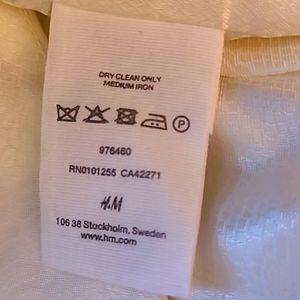 DRY CLEAN ONLY
MEDIUM IRON
P
976460
RN0101255 CA42271
H&M
106 38 Stockholm, Sweden
www.hm.com